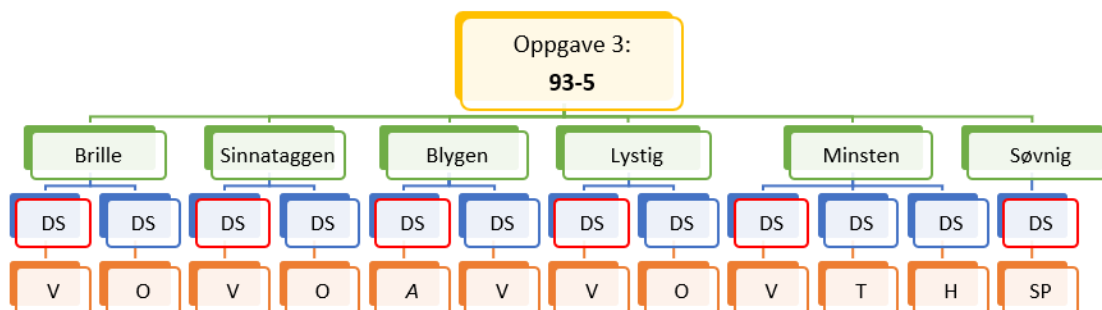 Oppgave 3:
93-5
Brille Sinnataggen Blygen Lystig Minsten Søvnig
DS DS DS DS DS DS DS DS DS DS DS DS
V O V O A V V O V T H SP